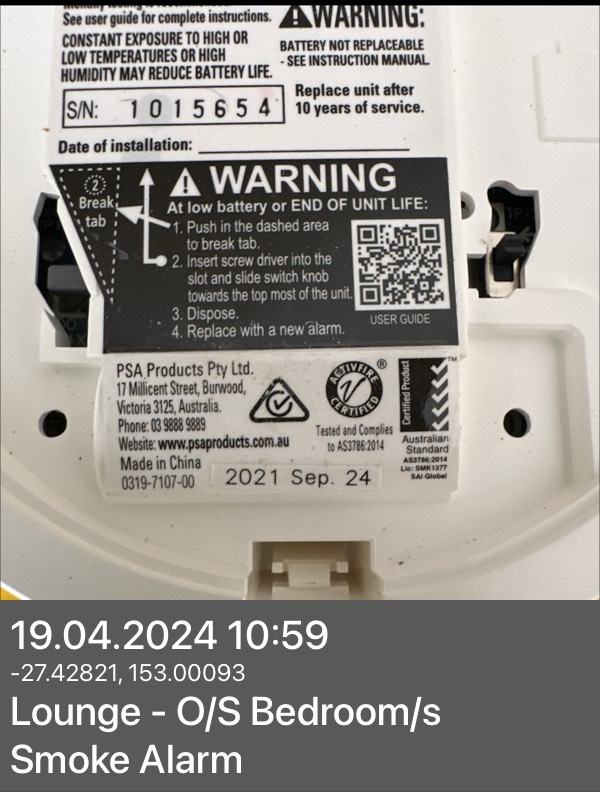 See user guide for complete instructions.
CONSTANT EXPOSURE TO HIGH OR
LOW TEMPERATURES OR HIGH
HUMIDITY MAY REDUCE BATTERY LIFE.
WARNING:
BATTERY NOT REPLACEABLE
- SEE INSTRUCTION MANUAL
S/N: 1015654
Replace unit after
10 years of service.
Date of installation:
2
Break
tab
WARNING
At low battery or END OF UNIT LIFE:
1. Push in the dashed area
to break tab.
2. Insert screw driver into the
slot and slide switch knob
towards the top most of the unit.
3. Dispose.
4. Replace with a new alarm.
USER GUIDE
PSA Products Pty Ltd.
17 Millicent Street, Burwood,
Victoria 3125, Australia.
Phone: 03 9888 9889
Website: www.psaproducts.com.au
Made in China
0319-7107-00
2021 Sep. 24
ACTIVFIRE
CERTIFIED
®
Tested and Complies
to AS3786:2014
Certified Product
TM
Australian
Standard
AS3786:2014
Lic: SMK1377
SAI Global
19.04.2024 10:59
-27.42821, 153.00093
Lounge - O/S Bedroom/s
Smoke Alarm